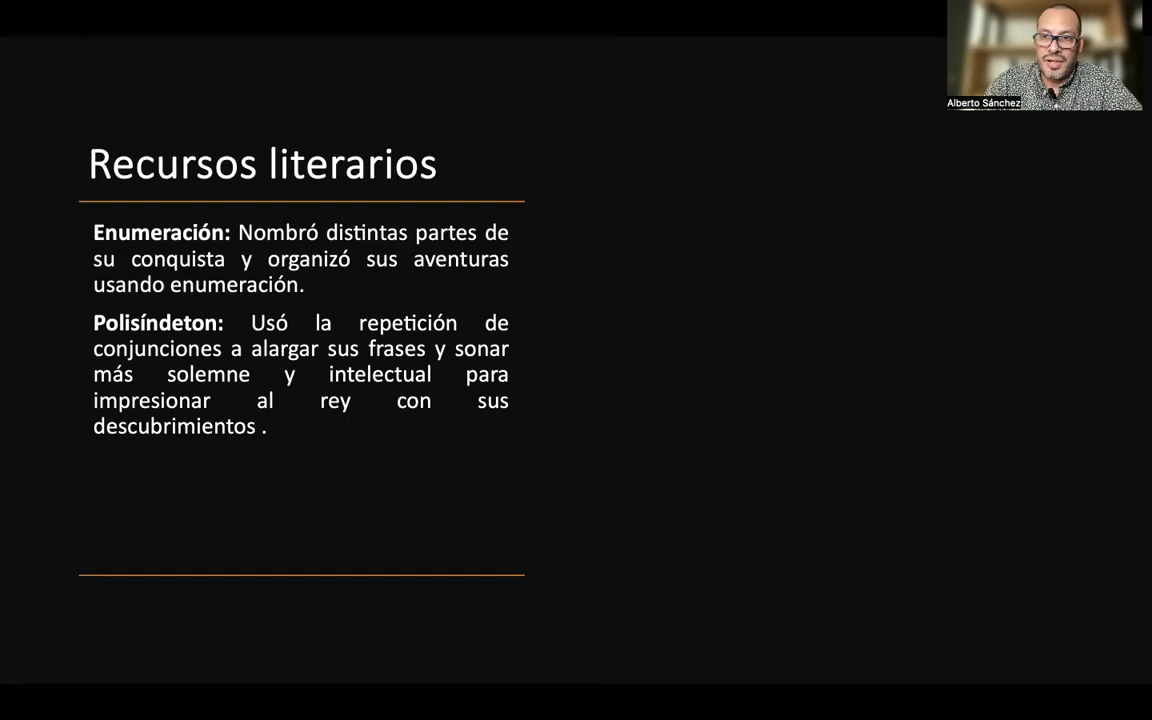 Alberto Sánchez
Recursos literarios
Enumeración: Nombró distintas partes de
su conquista y organizó sus aventuras
usando enumeración.
Polisíndeton: Usó la repetición de
conjunciones a alargar sus frases y sonar
más solemne y intelectual para
impresionar al rey con sus
descubrimientos .